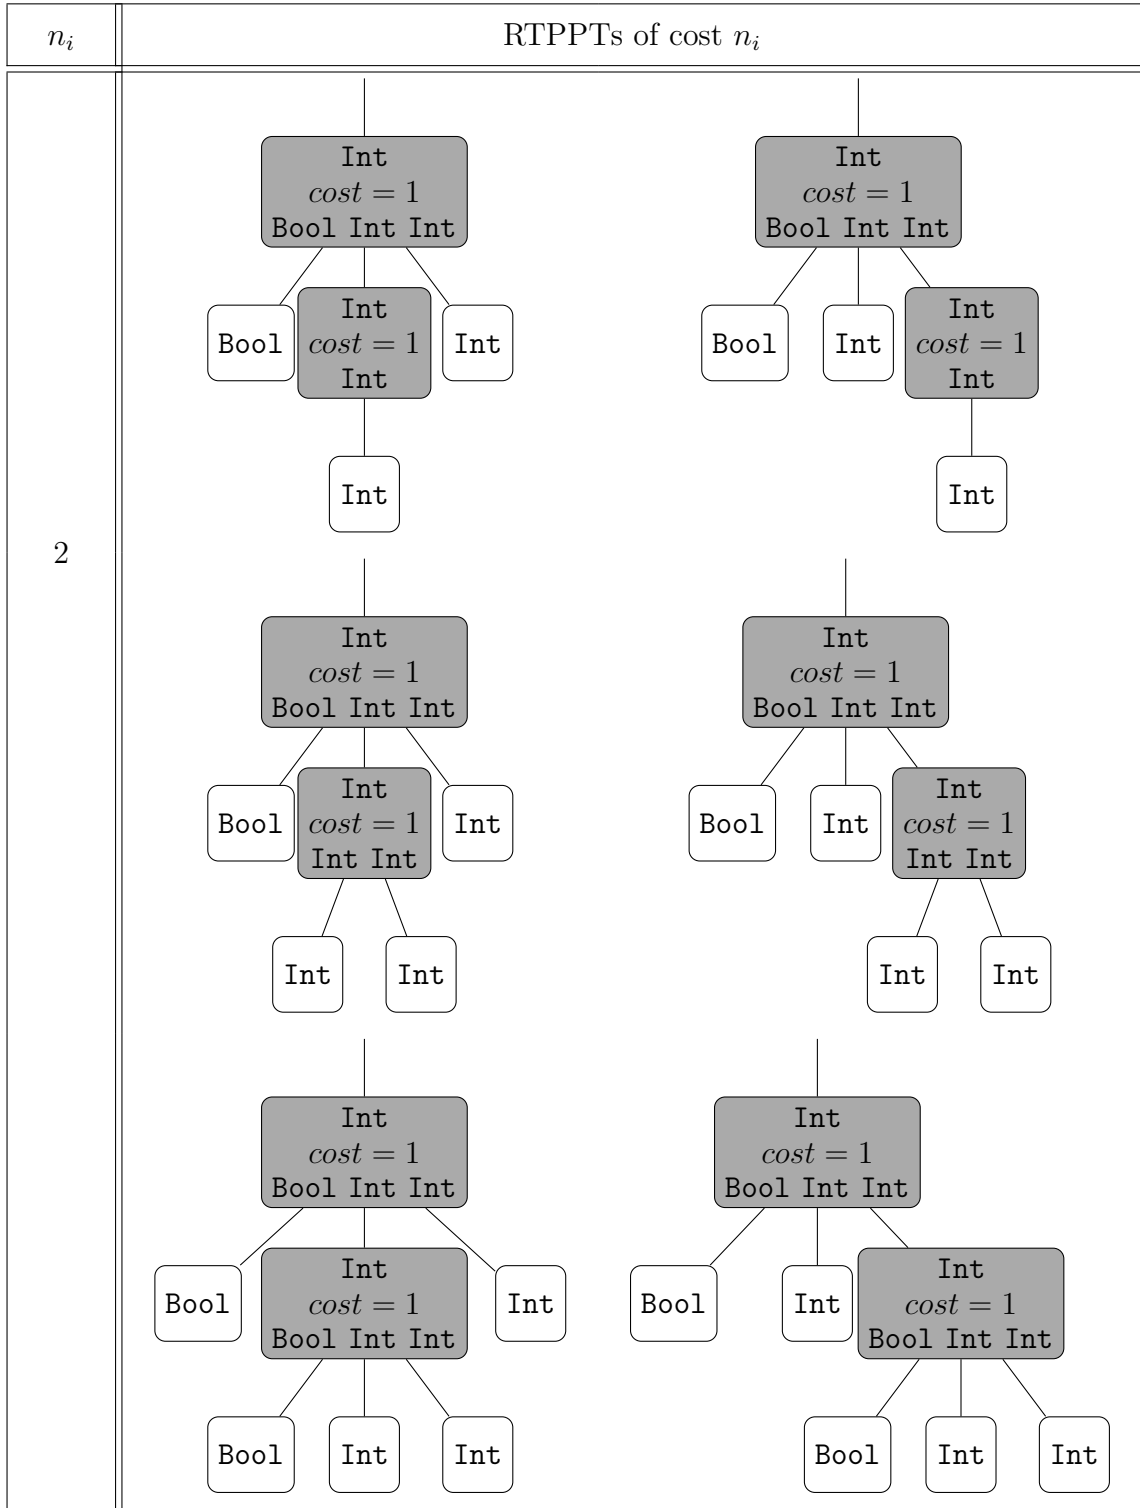 n_i RTPPTs of cost n_i
Int Int
cost = 1 cost = 1
Bool Int Int Bool Int Int
Int Int
Bool cost = 1 Int Bool Int cost = 1
Int Int
Int Int
2
Int Int
cost = 1 cost = 1
Bool Int Int Bool Int Int
Int Int
Bool cost = 1 Int Bool Int cost = 1
Int Int Int Int
Int Int Int Int
Int Int
cost = 1 cost = 1
Bool Int Int Bool Int Int
Int Int
Bool cost = 1 Int Bool Int cost = 1
Bool Int Int Bool Int Int
Bool Int Int Bool Int Int